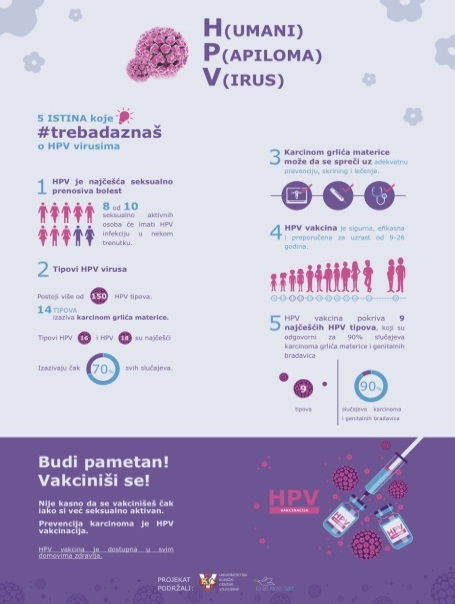 H(UMANI)
P(APILOMA)
V(IRUS)
5 ISTINA koje
#trebadaznaš
o HPV virusima
1 HPV je najčešća seksualno
prenosiva bolest
8 od 10
seksualno aktivnih
osoba će imati HPV
infekciju u nekom
trenutku.
2 Tipovi HPV virusa
Postoji više od 150 HPV tipova.
14 TIPOVA
izaziva karcinom grlića materice.
Tipovi HPV 16 i HPV 18 su najčešći
Izazivaju čak 70% svih slučajeva.
3 Karcinom grlića materice
može da se spreči uz adekvatnu
prevenciju, skrining i lečenje.
4 HPV vakcina je sigurna, efikasna
i preporučena za uzrast od 9-26
godina.
5 HPV vakcina pokriva 9
najčešćih HPV tipova, koji su
odgovorni za 90% slučajeva
karcinoma grlića materice i genitalnih
bradavica
9
tipova
90%
slučajeva karcinoma
i genitalnih bradavica
Budi pametan!
Vakciniši se!
Nije kasno da se vakcinišeš čak
iako si već seksualno aktivan.
Prevencija karcinoma je HPV
vakcinacija.
HPV vakcina je dostupna u svim
domovima zdravlja.
HPV
VAKCINACIJA
HPV
HPV
PROJEKAT
PODRŽALI:
UNIVERZITETSKI
KLINIČKI
CENTAR
VOJVODINE
Grad Novi Sad